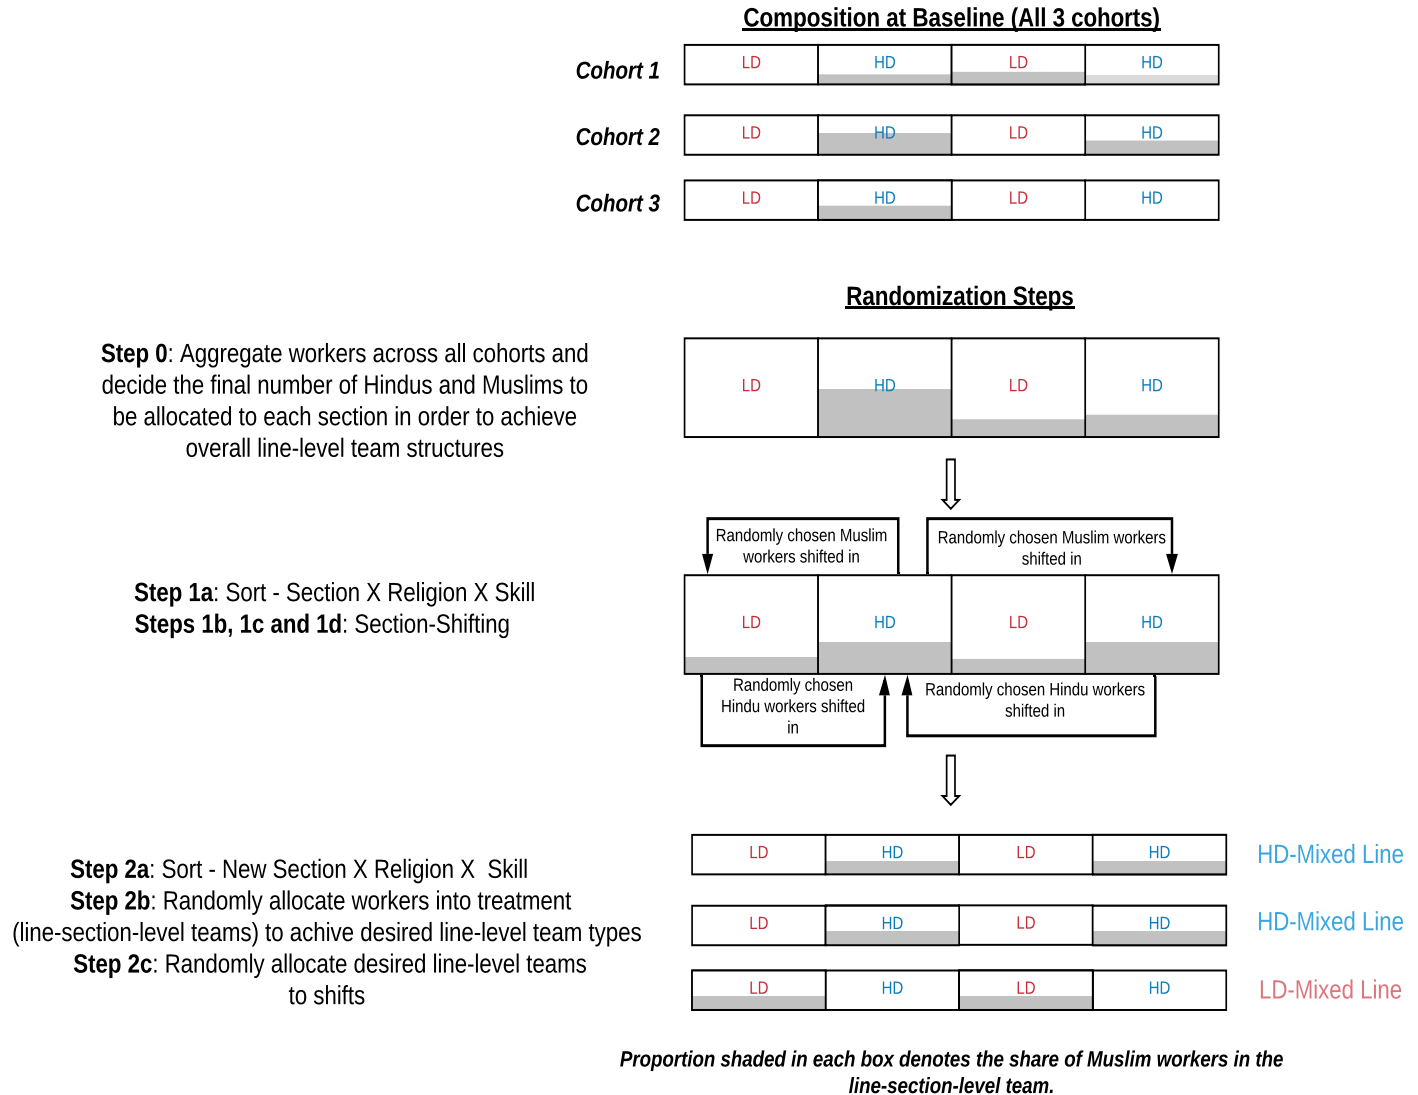 Composition at Baseline (All 3 cohorts)
Cohort 1
LD HD LD HD
Cohort 2
LD HD LD HD
Cohort 3
LD HD LD HD
Randomization Steps
Step 0: Aggregate workers across all cohorts and
decide the final number of Hindus and Muslims to
be allocated to each section in order to achieve
overall line-level team structures
LD HD LD HD
Randomly chosen Muslim
workers shifted in
Randomly chosen Muslim workers
shifted in
Step 1a: Sort - Section X Religion X Skill
Steps 1b, 1c and 1d: Section-Shifting
LD HD LD HD
Randomly chosen
Hindu workers shifted
in
Randomly chosen Hindu workers
shifted in
Step 2a: Sort - New Section X Religion X  Skill
Step 2b: Randomly allocate workers into treatment
(line-section-level teams) to achive desired line-level team types
Step 2c: Randomly allocate desired line-level teams
to shifts
LD HD LD HD HD-Mixed Line
LD HD LD HD HD-Mixed Line
LD HD LD HD LD-Mixed Line
Proportion shaded in each box denotes the share of Muslim workers in the
line-section-level team.